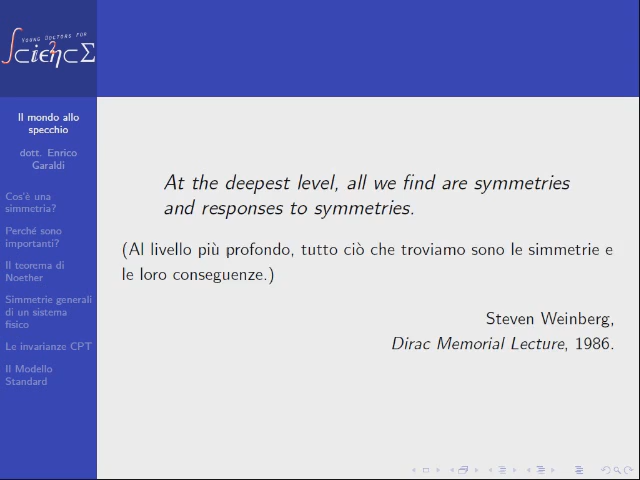 YOUNG DOCTORS FOR
Il mondo allo
specchio
dott. Enrico
Garaldi
Cos'è una
simmetria?
Perché sono
importanti?
Il teorema di
Noether
Simmetrie generali
di un sistema
fisico
Le invarianze CPT
Il Modello
Standard
At the deepest level, all we find are symmetries
and responses to symmetries.
(Al livello più profondo, tutto ciò che troviamo sono le simmetrie e
le loro conseguenze.)
Steven Weinberg,
Dirac Memorial Lecture, 1986.